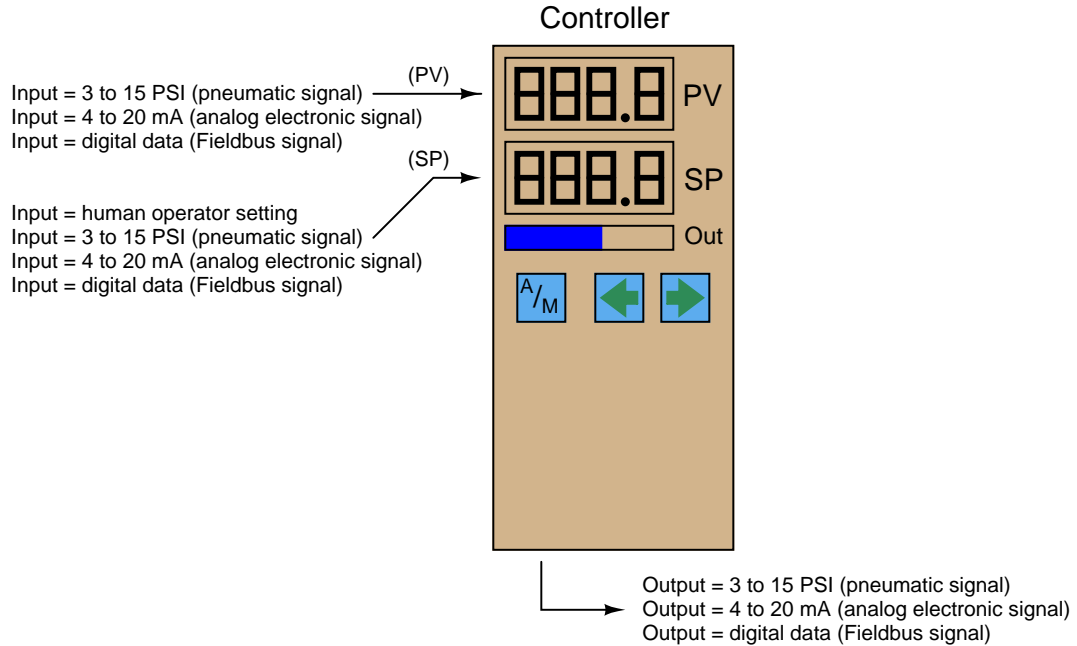 Controller
(PV)
Input = 3 to 15 PSI (pneumatic signal)
Input = 4 to 20 mA (analog electronic signal)
Input = digital data (Fieldbus signal)
888.8
PV
(SP)
888.8
SP
Input = human operator setting
Input = 3 to 15 PSI (pneumatic signal)
Input = 4 to 20 mA (analog electronic signal)
Input = digital data (Fieldbus signal)
Out
A/M
Output = 3 to 15 PSI (pneumatic signal)
Output = 4 to 20 mA (analog electronic signal)
Output = digital data (Fieldbus signal)